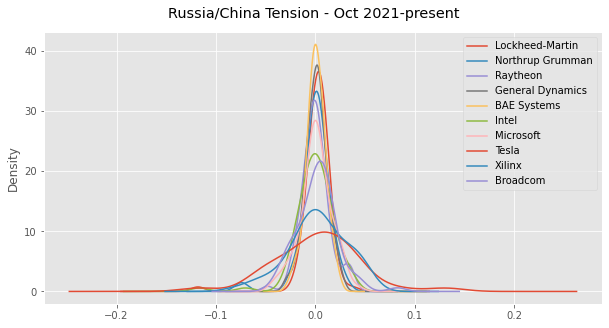 Russia/China Tension - Oct 2021-present
Lockheed-Martin
Northrup Grumman
Raytheon
General Dynamics
BAE Systems
Intel
Microsoft
Tesla
Xilinx
Broadcom
Density
40
30
20
10
0
−0.2
−0.1
0.0
0.1
0.2